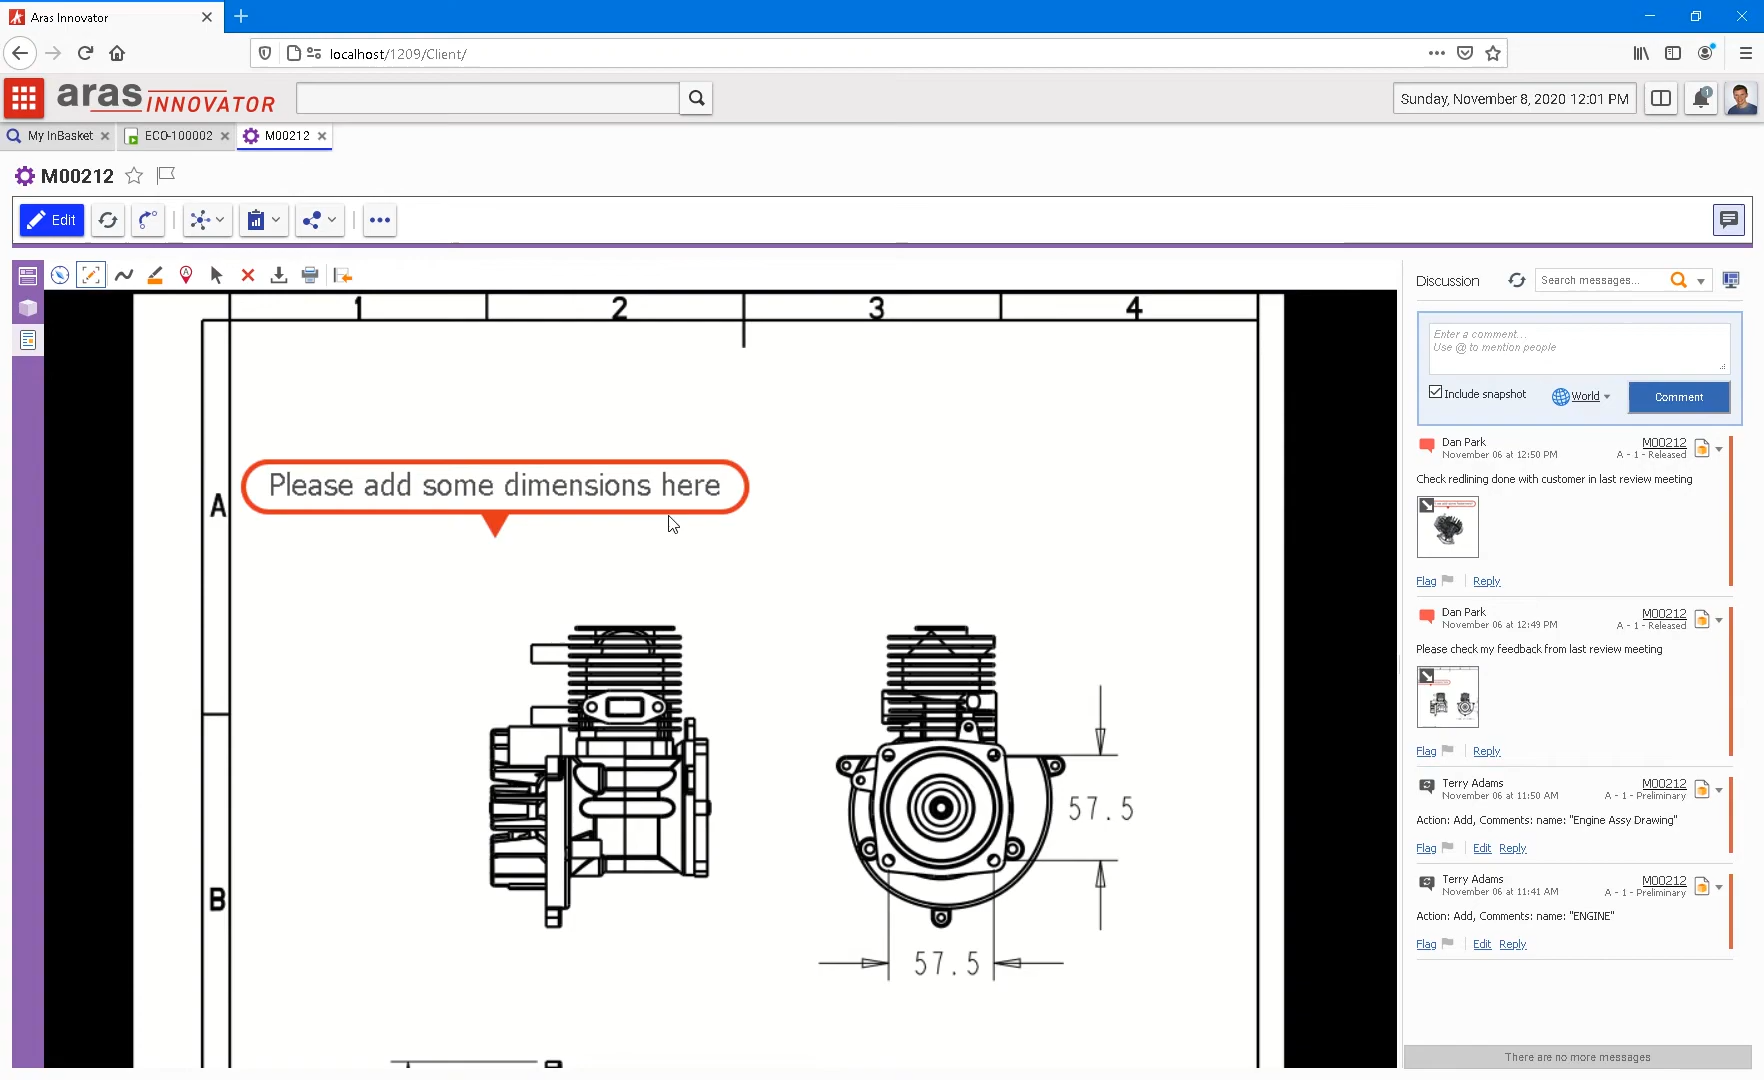 Aras Innovator
localhost/1209/Client/
aras INNOVATOR
Sunday, November 8, 2020 12:01 PM
1
My InBasket
ECO-100002
M00212
M00212
Edit
1
2
3
4
A
B
Please add some dimensions here
57.5
57.5
Discussion
Search messages...
Enter a comment...
Use @ to mention people
Include snapshot
World
Comment
Dan Park
M00212
November 06 at 12:50 PM
A - 1 - Released
Check redlining done with customer in last review meeting
Flag
Reply
Dan Park
M00212
November 06 at 12:49 PM
A - 1 - Released
Please check my feedback from last review meeting
Flag
Reply
Terry Adams
M00212
November 06 at 11:50 AM
A - 1 - Preliminary
Action: Add, Comments: name: "Engine Assy Drawing"
Flag
Edit
Reply
Terry Adams
M00212
November 06 at 11:41 AM
A - 1 - Preliminary
Action: Add, Comments: name: "ENGINE"
Flag
Edit
Reply
There are no more messages